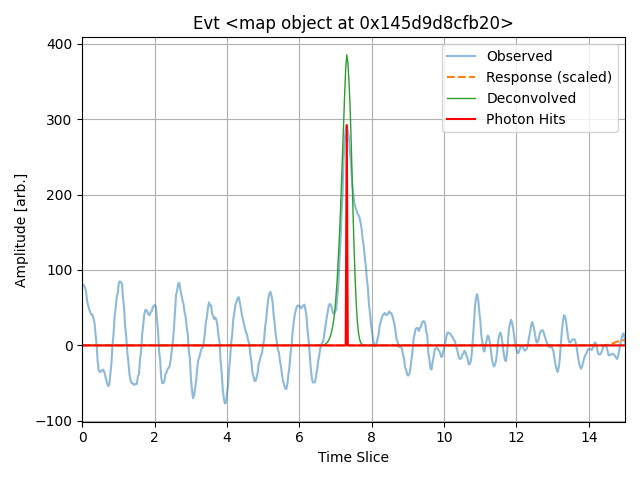 Evt <map object at 0x145d9d8cfb20>
Observed
Response (scaled)
Deconvolved
Photon Hits
Amplitude [arb.]
400
300
200
100
0
−100
0 2 4 6 8 10 12 14
Time Slice